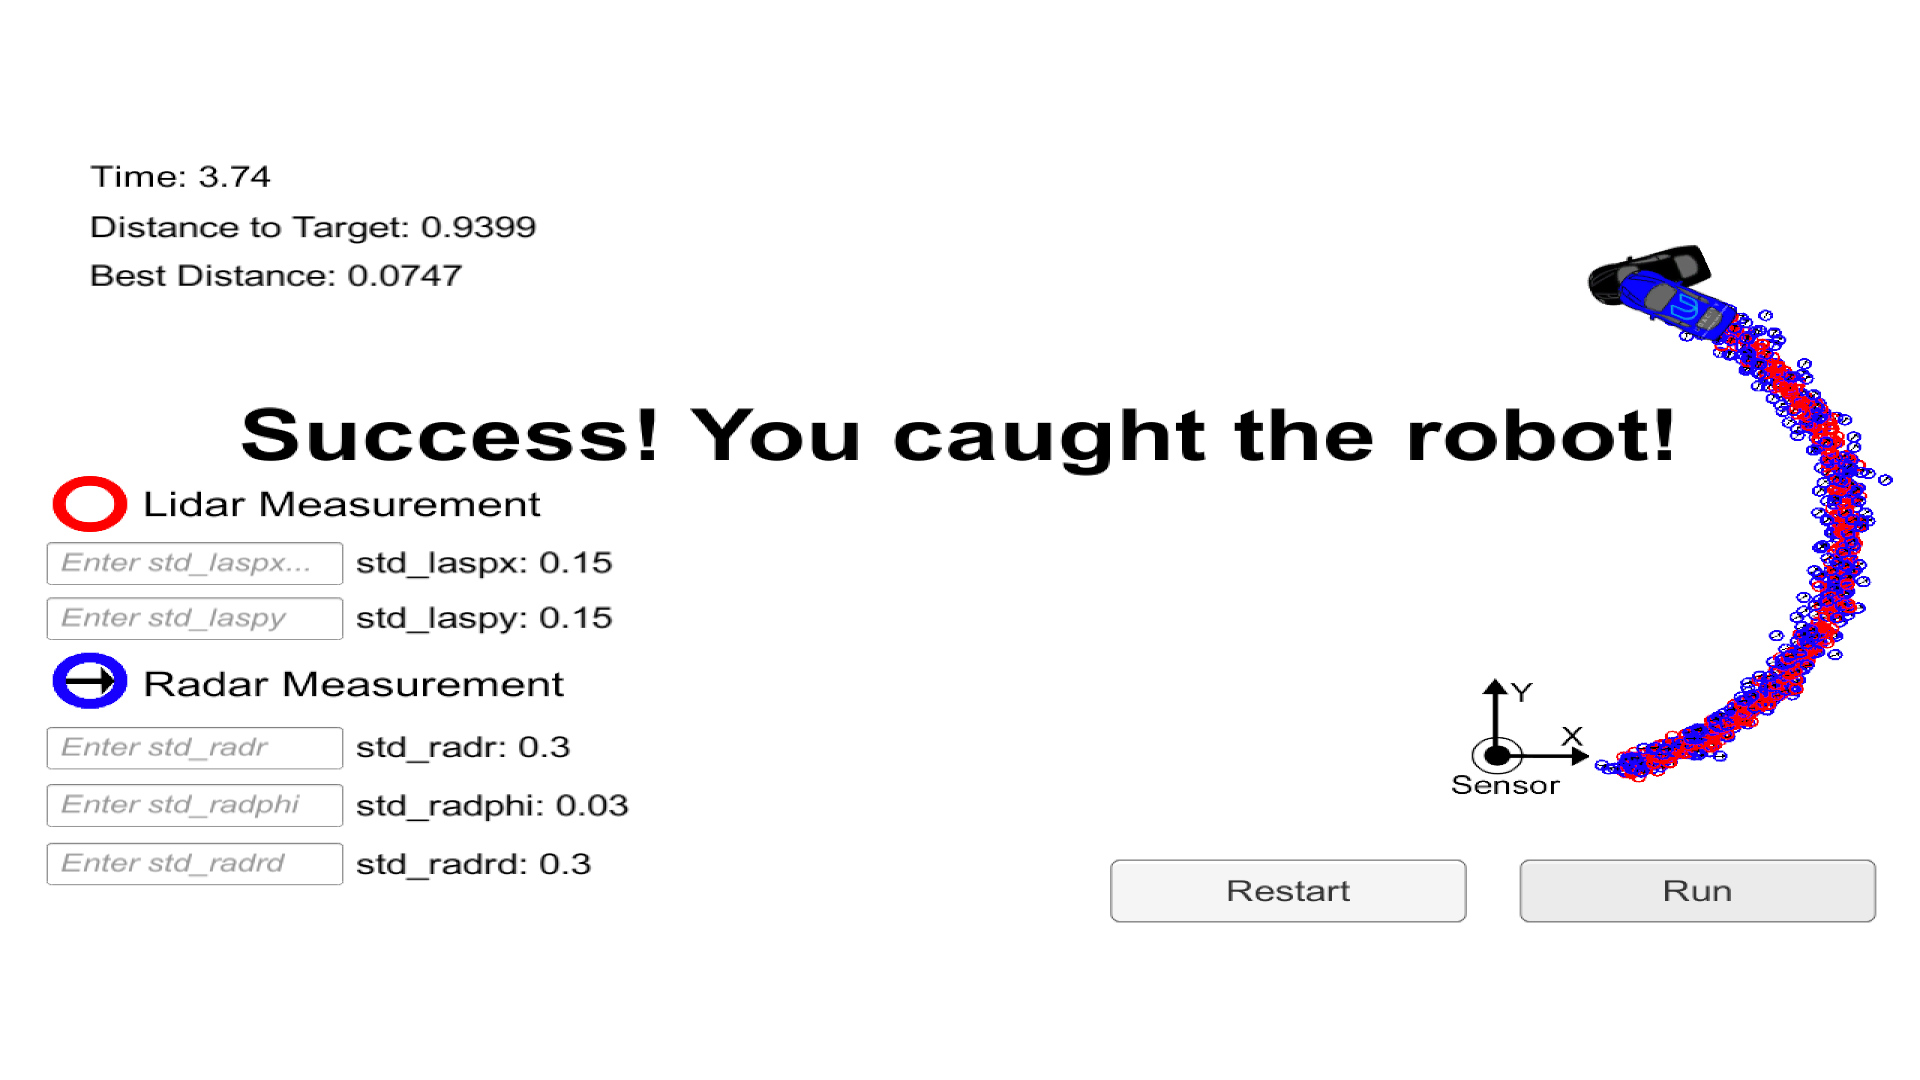 Time: 3.74
Distance to Target: 0.9399
Best Distance: 0.0747
Success! You caught the robot!
Lidar Measurement
Enter std_laspx... std_laspx: 0.15
Enter std_laspy std_laspy: 0.15
Radar Measurement
Enter std_radr std_radr: 0.3
Enter std_radphi std_radphi: 0.03
Enter std_radrd std_radrd: 0.3
Y
X
Sensor
Restart Run